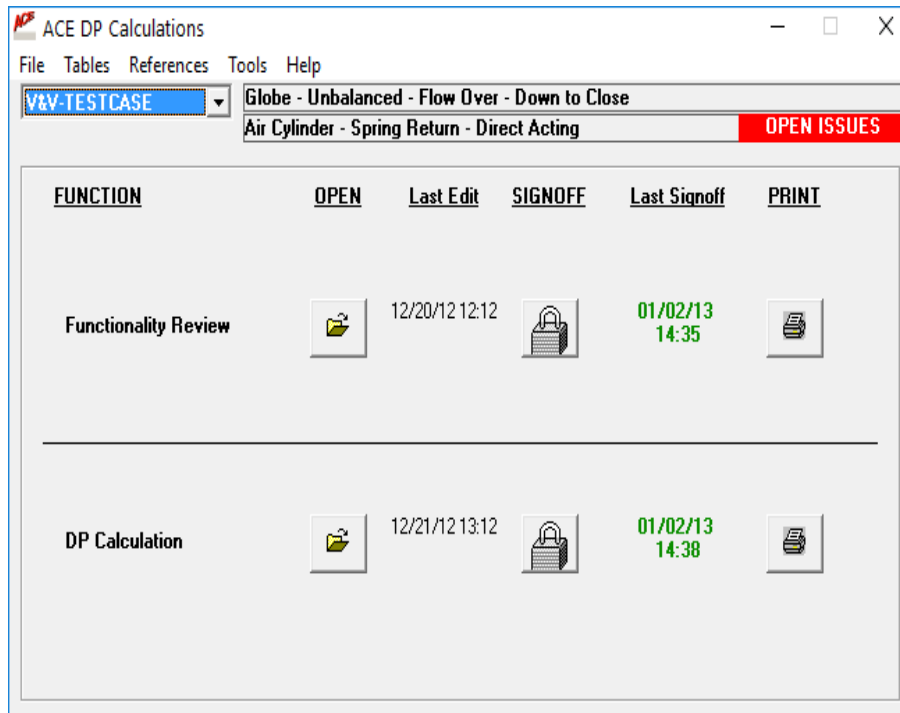 ACE ACE DP Calculations
File Tables References Tools Help
V&V-TESTCASE
Globe - Unbalanced - Flow Over - Down to Close
Air Cylinder - Spring Return - Direct Acting OPEN ISSUES
FUNCTION OPEN Last Edit SIGNOFF Last Signoff PRINT
Functionality Review 12/20/12 12:12 01/02/13
14:35
DP Calculation 12/21/12 13:12 01/02/13
14:38